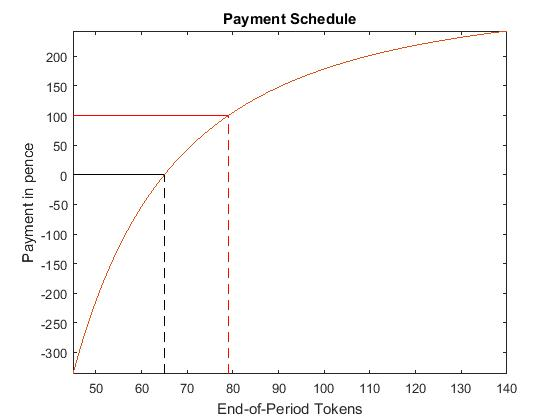 Payment Schedule
200
150
100
50
0
-50
-100
-150
-200
-250
-300
Payment in pence
50 60 70 80 90 100 110 120 130 140
End-of-Period Tokens